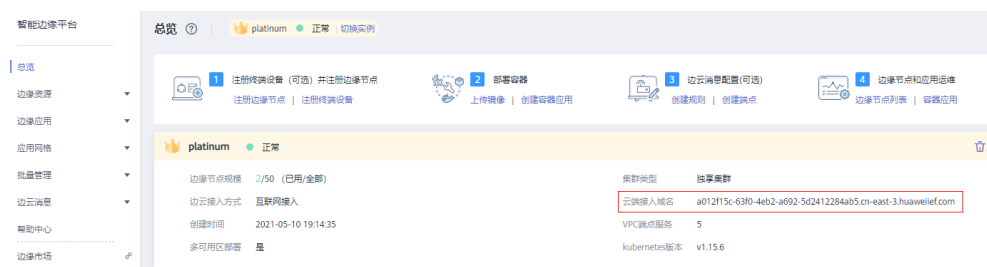 智能边缘平台
总览
边缘资源
边缘应用
应用网格
批量管理
边云消息
帮助中心
边缘市场
总览 ? platinum 正常 切换实例
1 注册终端设备（可选）并注册边缘节点
注册边缘节点 | 注册终端设备
2 部署容器
上传镜像 | 创建容器应用
3 边云消息配置(可选)
创建规则 | 创建端点
4 边缘节点和应用运维
边缘节点列表 | 容器应用
platinum 正常
边缘节点规模 2/50 （已用/全部）
集群类型 独享集群
边云接入方式 互联网接入
云端接入域名 a012f15c-63f0-4eb2-a692-5d2412284ab5.cn-east-3.huaweiief.com
创建时间 2021-05-10 19:14:35
VPC端点服务 5
多可用区部署 是
kubernetes版本 v1.15.6